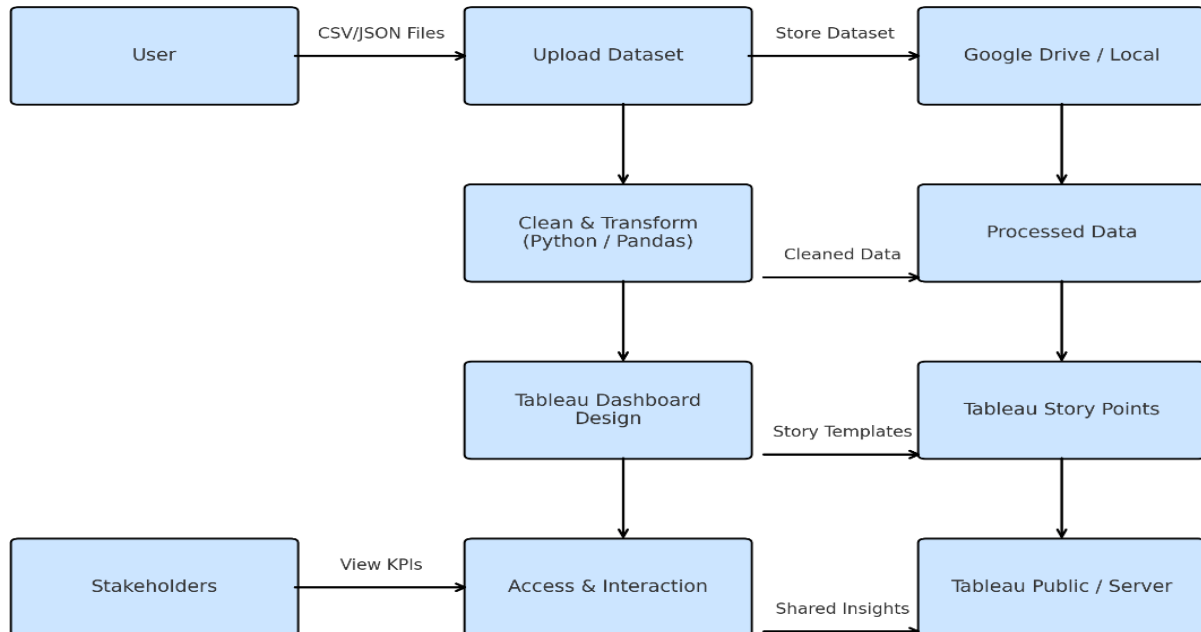 User
CSV/JSON Files
Upload Dataset
Store Dataset
Google Drive / Local
Clean & Transform
(Python / Pandas)
Cleaned Data
Processed Data
Tableau Dashboard
Design
Story Templates
Tableau Story Points
Stakeholders
View KPIs
Access & Interaction
Shared Insights
Tableau Public / Server